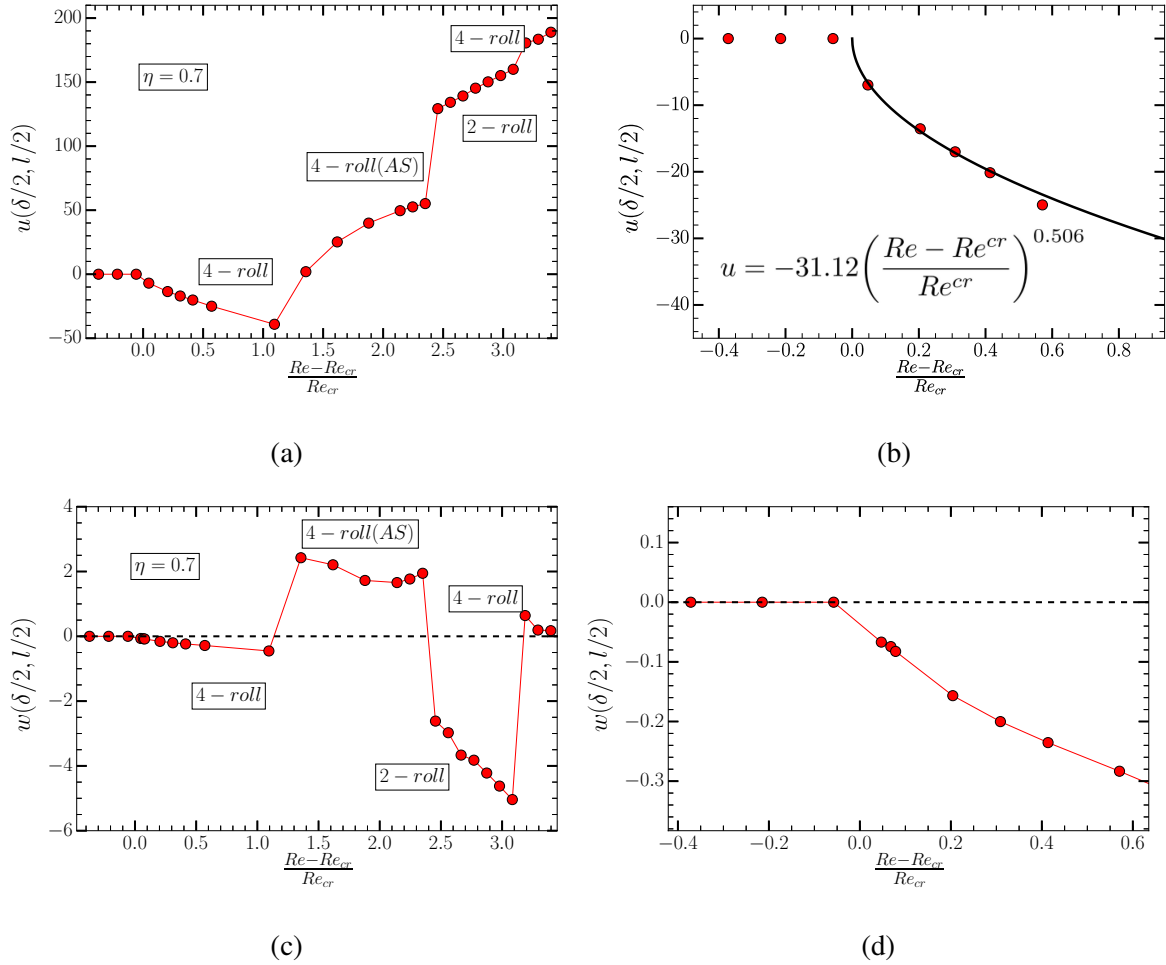 200
150
100
50
0
−50
u(δ/2, l/2)
η = 0.7
4 − roll
4 − roll(AS)
2 − roll
4 − roll
0.0 0.5 1.0 1.5 2.0 2.5 3.0
Re−Re_cr
Re_cr
(a)
0
−10
−20
−30
−40
u(δ/2, l/2)
u = −31.12(Re − Re^cr / Re^cr)^0.506
−0.4 −0.2 0.0 0.2 0.4 0.6 0.8
Re−Re_cr
Re_cr
(b)
4
2
0
−2
−4
−6
w(δ/2, l/2)
4 − roll(AS)
η = 0.7
4 − roll
4 − roll
2 − roll
0.0 0.5 1.0 1.5 2.0 2.5 3.0
Re−Re_cr
Re_cr
(c)
0.1
0.0
−0.1
−0.2
−0.3
w(δ/2, l/2)
−0.4 −0.2 0.0 0.2 0.4 0.6
Re−Re_cr
Re_cr
(d)